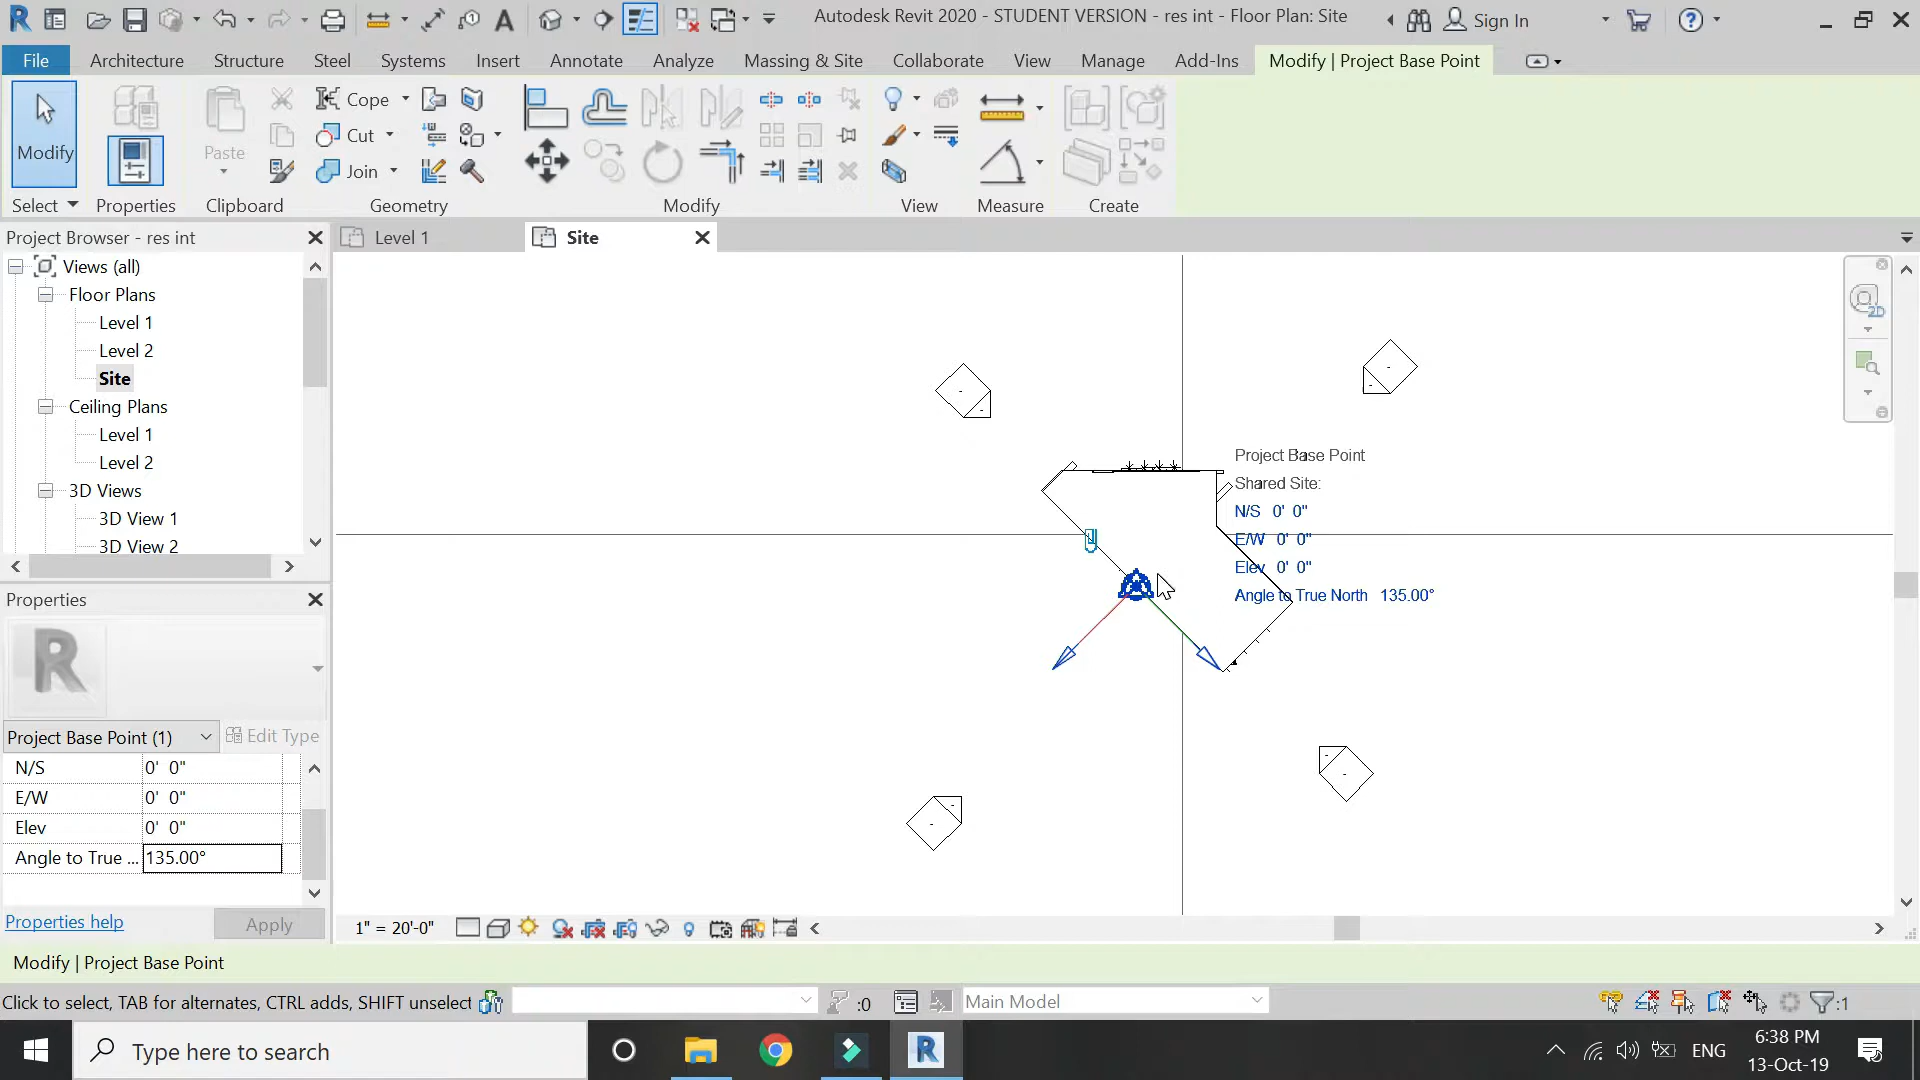 Autodesk Revit 2020 - STUDENT VERSION - res int - Floor Plan: Site
Sign In
File Architecture Structure Steel Systems Insert Annotate Analyze Massing & Site Collaborate View Manage Add-Ins Modify | Project Base Point
Modify
Paste
Cope
Cut
Join
Select Properties Clipboard Geometry Modify View Measure Create
Project Browser - res int
Level 1
Site
Views (all)
Floor Plans
Level 1
Level 2
Site
Ceiling Plans
Level 1
Level 2
3D Views
3D View 1
3D View 2
Project Base Point
Shared Site:
N/S 0' 0"
E/W 0' 0"
Elev 0' 0"
Angle to True North 135.00°
Properties
Project Base Point (1)
Edit Type
N/S 0' 0"
E/W 0' 0"
Elev 0' 0"
Angle to True ... 135.00°
Properties help
Apply
1" = 20'-0"
Modify | Project Base Point
Click to select, TAB for alternates, CTRL adds, SHIFT unselect
:0
Main Model
:1
Type here to search
ENG
6:38 PM
13-Oct-19